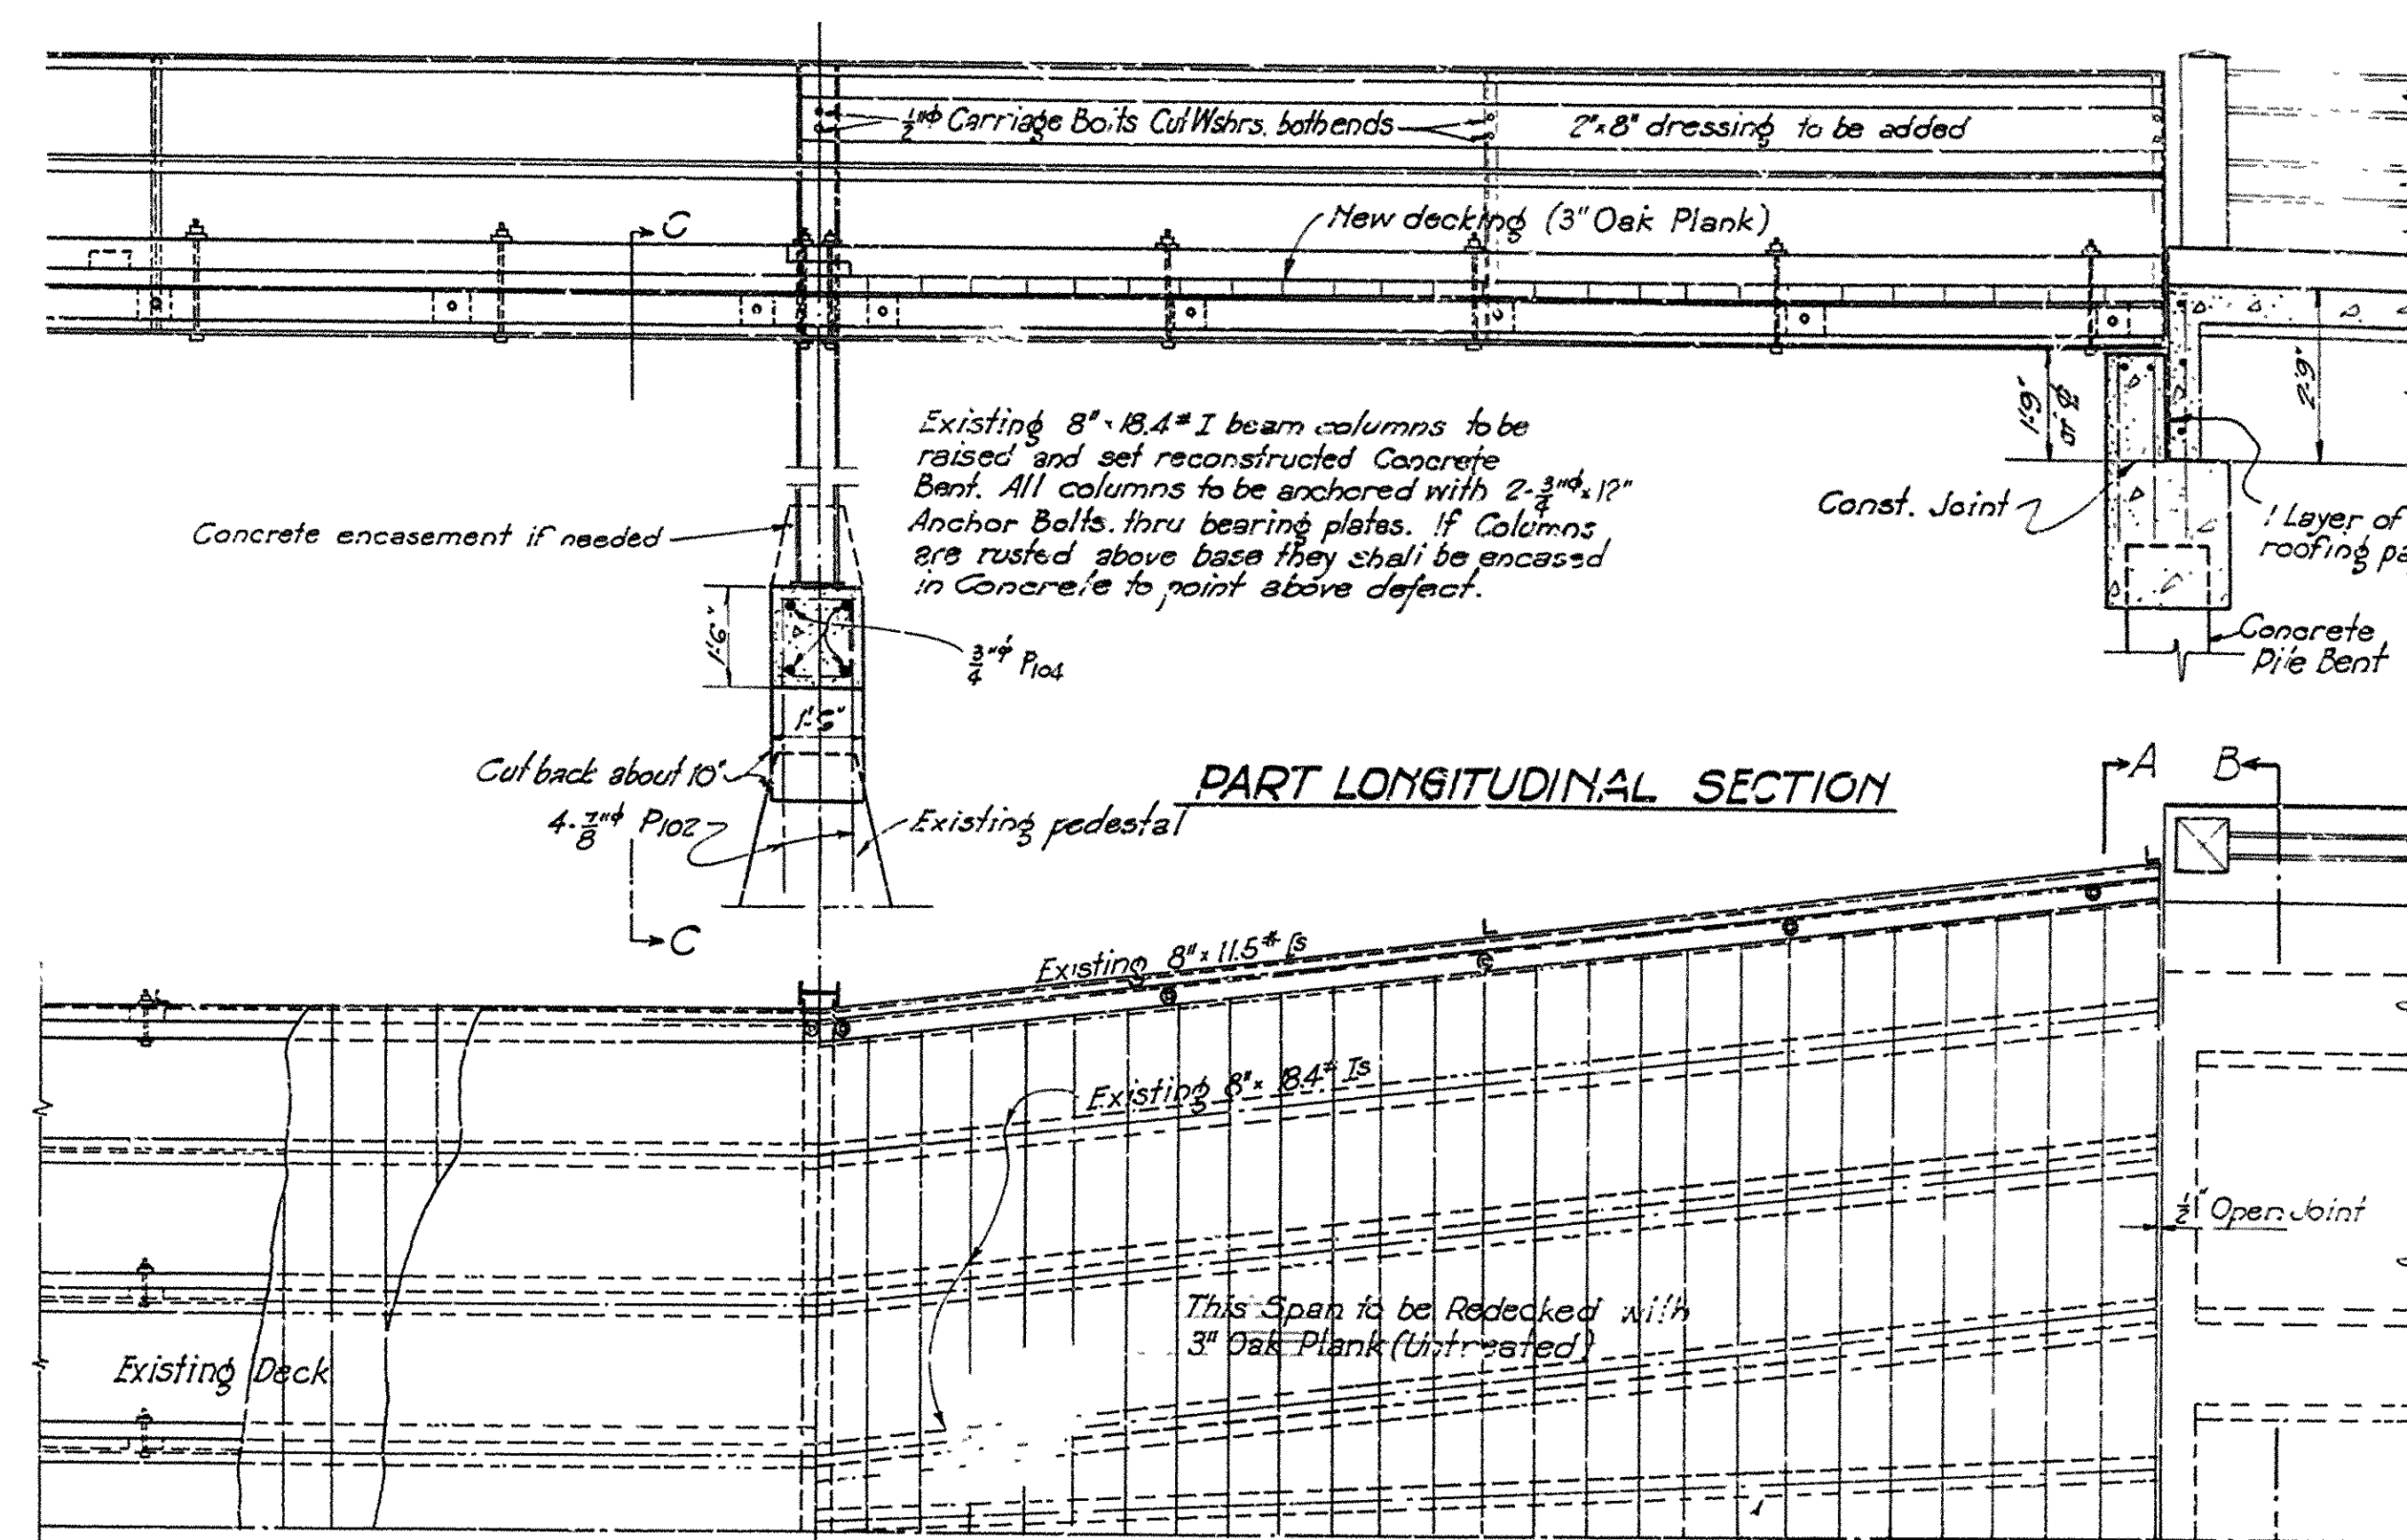 1/2"φ Carriage Bolts Cut Wshrs. both ends
2"x8" dressing to be added
C
New decking (3" Oak Plank)
Existing 8"x18.4# I beam columns to be
raised and set reconstructed Concrete
Bent. All columns to be anchored with 2-3/4"φx12"
Anchor Bolts. thru bearing plates. If Columns
are rusted above base they shall be encased
in Concrete to point above defect.
Concrete encasement if needed
1'-9"
2'-9"
Const. Joint
1 Layer of
roofing
1'-6"
3/4"φ P104
Concrete
Pile Bent
1'-6"
Cut back about 10"
4-7/8"φ P102
Existing pedestal
PART LONGITUDINAL SECTION
A B
C
Existing 8"x11.5# [s
Existing 8"x 18.4# Is
1/2" Open Joint
This Span to be Redecked with
3" Oak Plank (Untreated)
Existing Deck